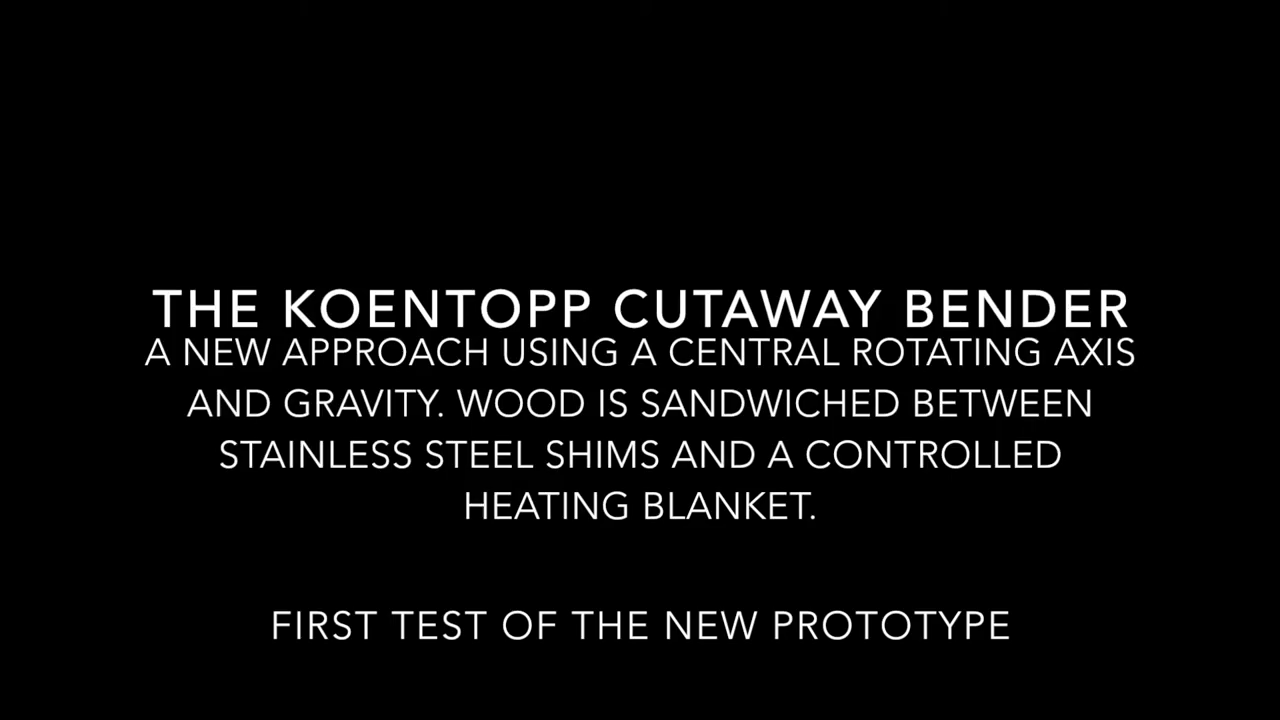 THE KOENTOPP CUTAWAY BENDER
A NEW APPROACH USING A CENTRAL ROTATING AXIS
AND GRAVITY. WOOD IS SANDWICHED BETWEEN
STAINLESS STEEL SHIMS AND A CONTROLLED
HEATING BLANKET.
FIRST TEST OF THE NEW PROTOTYPE